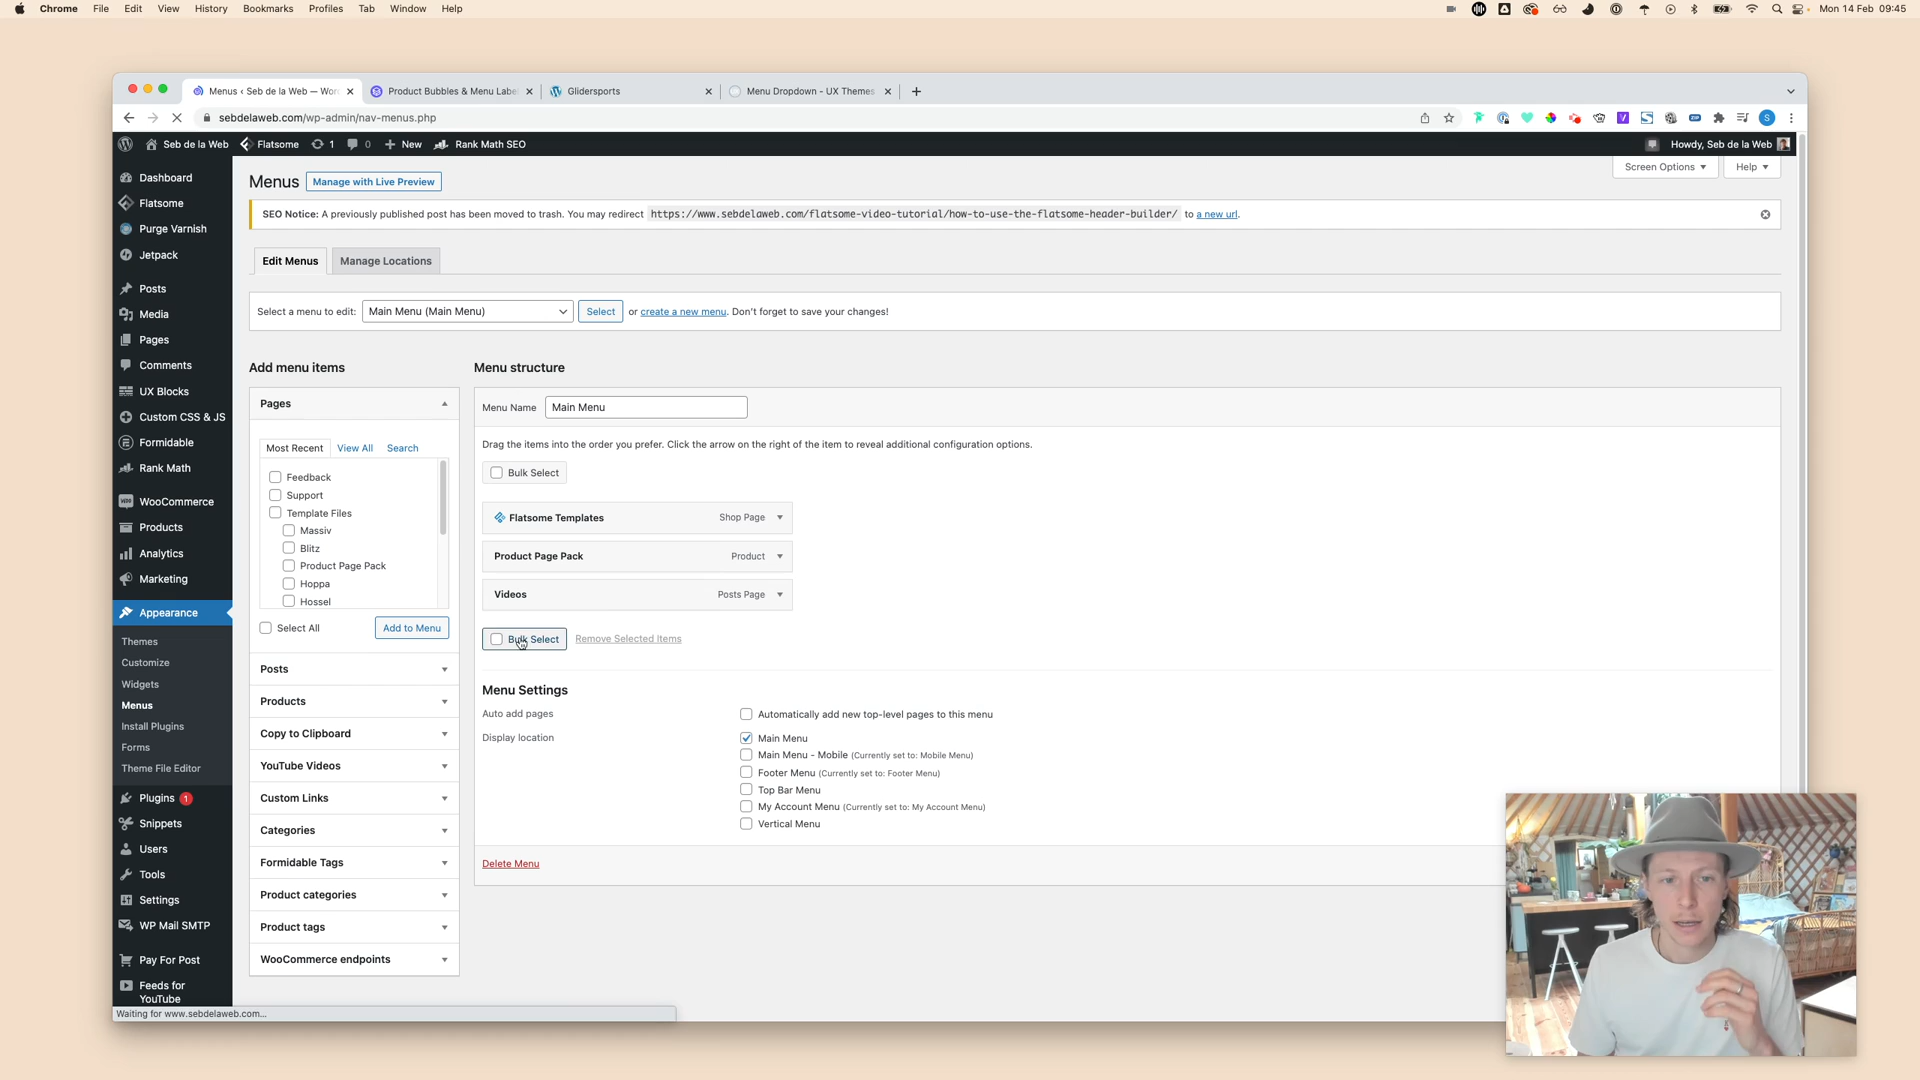 Chrome File Edit View History Bookmarks Profiles Tab Window Help
Mon 14 Feb 09:45
Menus ‹ Seb de la Web — Wor
Product Bubbles & Menu Labe
Glidersports
Menu Dropdown - UX Themes
sebdelaweb.com/wp-admin/nav-menus.php
Seb de la Web Flatsome 1 0 New Rank Math SEO
Howdy, Seb de la Web
Dashboard
Flatsome
Purge Varnish
Jetpack
Posts
Media
Pages
Comments
UX Blocks
Custom CSS & JS
Formidable
Rank Math
WooCommerce
Products
Analytics
Marketing
Appearance
Themes
Customize
Widgets
Menus
Install Plugins
Forms
Theme File Editor
Plugins 1
Snippets
Users
Tools
Settings
WP Mail SMTP
Pay For Post
Feeds for
YouTube
Menus
Manage with Live Preview
Screen Options
Help
SEO Notice: A previously published post has been moved to trash. You may redirect https://www.sebdelaweb.com/flatsome-video-tutorial/how-to-use-the-flatsome-header-builder/ to a new url.
Edit Menus
Manage Locations
Select a menu to edit: Main Menu (Main Menu) Select or create a new menu. Don't forget to save your changes!
Add menu items
Pages
Most Recent View All Search
Feedback
Support
Template Files
Massiv
Blitz
Product Page Pack
Hoppa
Hossel
Select All
Add to Menu
Posts
Products
Copy to Clipboard
YouTube Videos
Custom Links
Categories
Formidable Tags
Product categories
Product tags
WooCommerce endpoints
Menu structure
Menu Name Main Menu
Drag the items into the order you prefer. Click the arrow on the right of the item to reveal additional configuration options.
Bulk Select
Flatsome Templates Shop Page
Product Page Pack Product
Videos Posts Page
Bulk Select Remove Selected Items
Menu Settings
Auto add pages
Automatically add new top-level pages to this menu
Display location
Main Menu
Main Menu - Mobile (Currently set to: Mobile Menu)
Footer Menu (Currently set to: Footer Menu)
Top Bar Menu
My Account Menu (Currently set to: My Account Menu)
Vertical Menu
Delete Menu
Waiting for www.sebdelaweb.com...